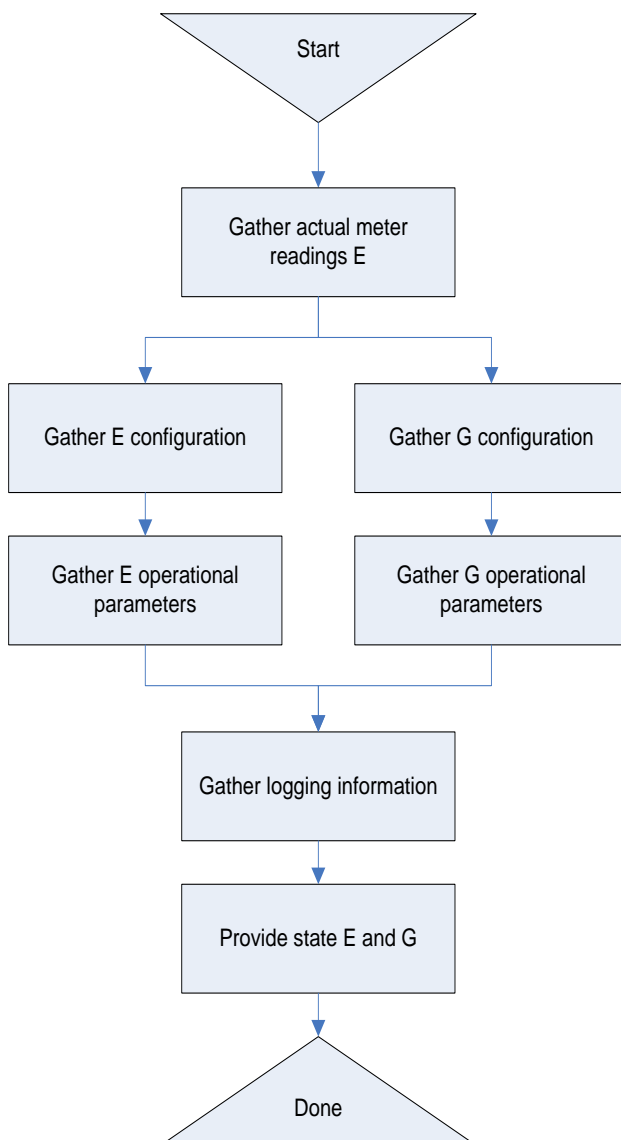 Start
Gather actual meter
readings E
Gather E configuration
Gather G configuration
Gather E operational
parameters
Gather G operational
parameters
Gather logging information
Provide state E and G
Done